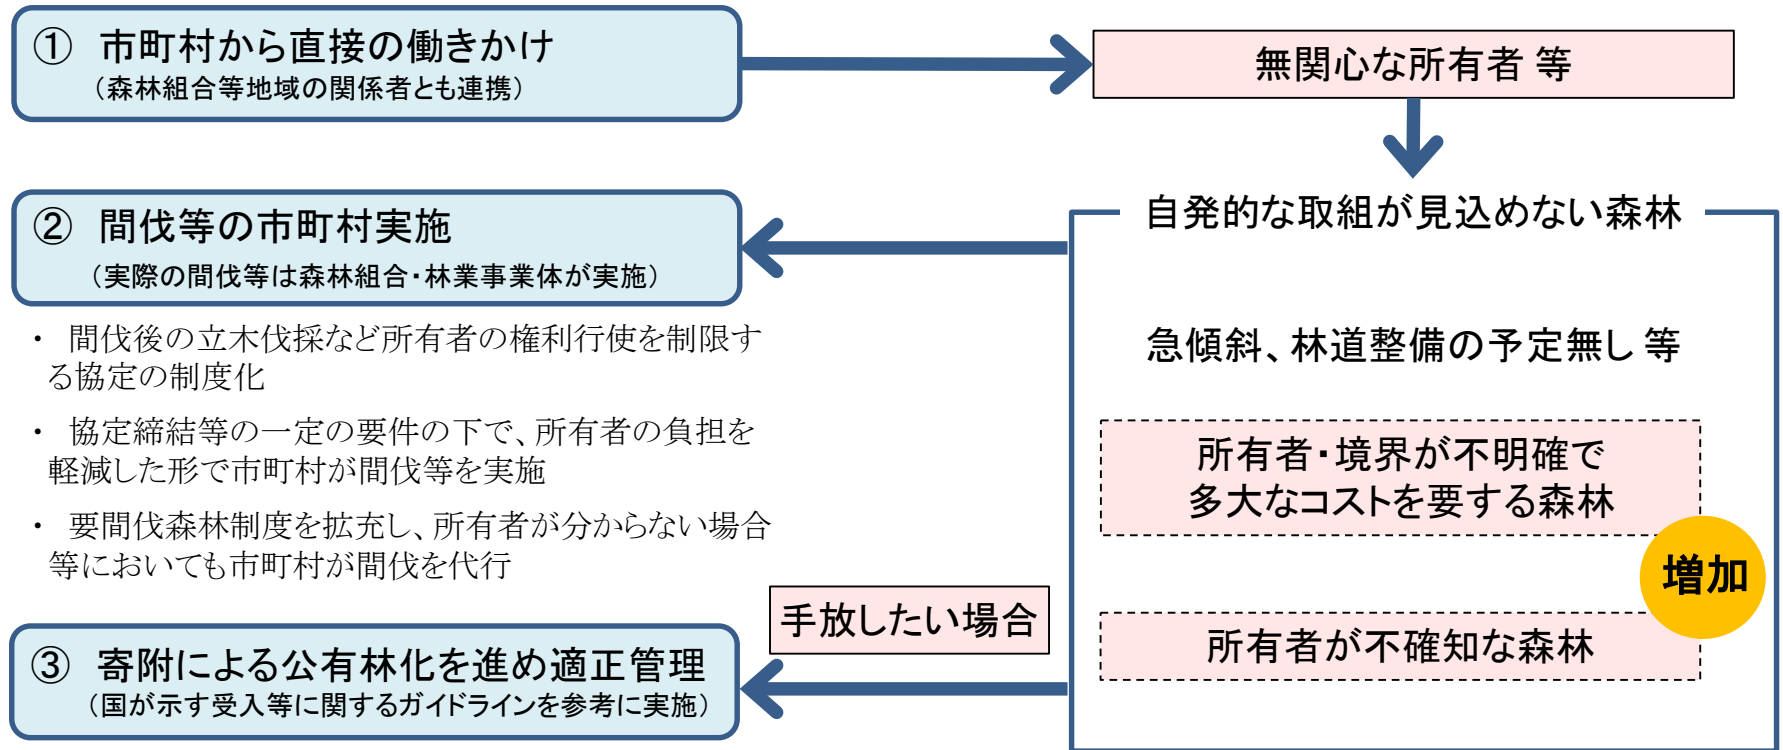 ① 市町村から直接の働きかけ
（森林組合等地域の関係者とも連携）
無関心な所有者 等
② 間伐等の市町村実施
（実際の間伐等は森林組合・林業事業体が実施）
・ 間伐後の立木伐採など所有者の権利行使を制限す
る協定の制度化
・ 協定締結等の一定の要件の下で、所有者の負担を
軽減した形で市町村が間伐等を実施
・ 要間伐森林制度を拡充し、所有者が分からない場合
等においても市町村が間伐を代行
自発的な取組が見込めない森林
急傾斜、林道整備の予定無し 等
所有者・境界が不明確で
多大なコストを要する森林
増加
所有者が不確知な森林
手放したい場合
③ 寄附による公有林化を進め適正管理
（国が示す受入等に関するガイドラインを参考に実施）